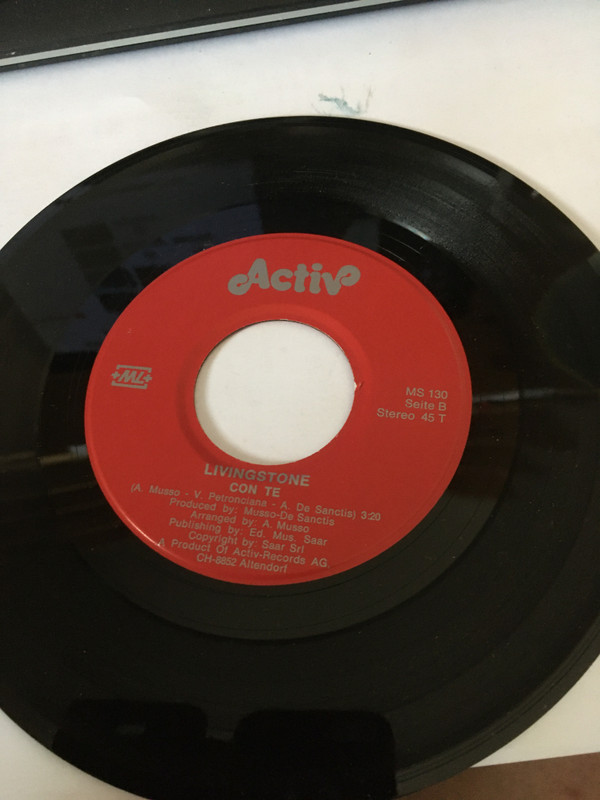 Activ
ML
MS 130
Seite B
Stereo 45 T
LIVINGSTONE
CON TE
(A. Musso - V. Petronciana - A. De Sanctis) 3:20
Produced by: Musso-De Sanctis
Arranged by: A. Musso
Publishing by: Ed. Mus. Saar
Copyright by: Saar Srl
A Product Of Activ-Records AG.
CH-8852 Altendorf